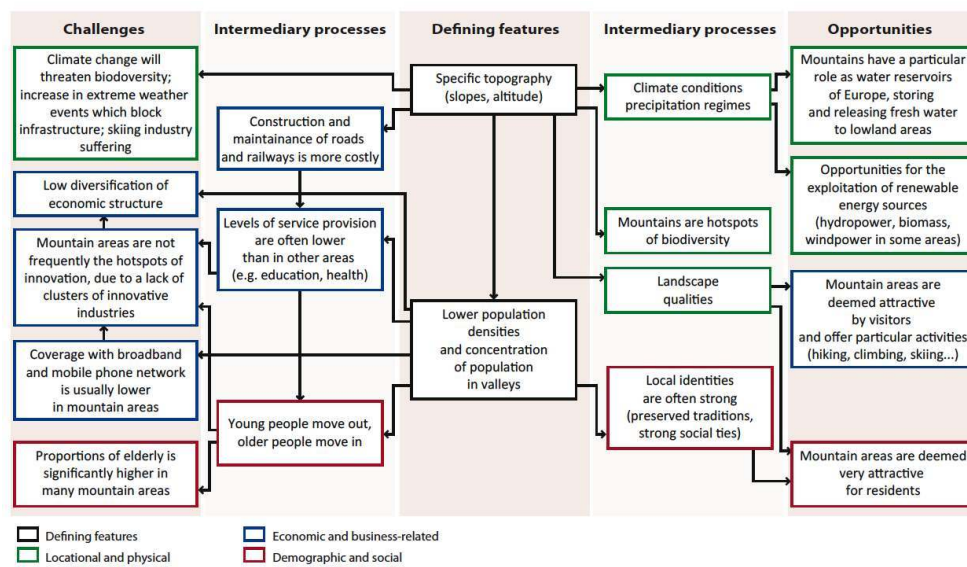 Challenges
Intermediary processes
Defining features
Intermediary processes
Opportunities
Climate change will
threaten biodiversity;
increase in extreme weather
events which block
infrastructure; skiing industry
suffering
Low diversification of
economic structure
Mountain areas are not
frequently the hotspots of
innovation, due to a lack of
clusters of innovative
industries
Coverage with broadband
and mobile phone network
is usually lower
in mountain areas
Proportions of elderly is
significantly higher in
many mountain areas
Construction and
maintainance of roads
and railways is more costly
Levels of service provision
are often lower
than in other areas
(e.g. education, health)
Young people move out,
older people move in
Specific topography
(slopes, altitude)
Lower population
densities
and concentration
of population
in valleys
Climate conditions
precipitation regimes
Mountains are hotspots
of biodiversity
Landscape
qualities
Local identities
are often strong
(preserved traditions,
strong social ties)
Mountains have a particular
role as water reservoirs
of Europe, storing
and releasing fresh water
to lowland areas
Opportunities for the
exploitation of renewable
energy sources
(hydropower, biomass,
windpower in some areas)
Mountain areas are
deemed attractive
by visitors
and offer particular activities
(hiking, climbing, skiing...)
Mountain areas are deemed
very attractive
for residents
Defining features
Locational and physical
Economic and business-related
Demographic and social